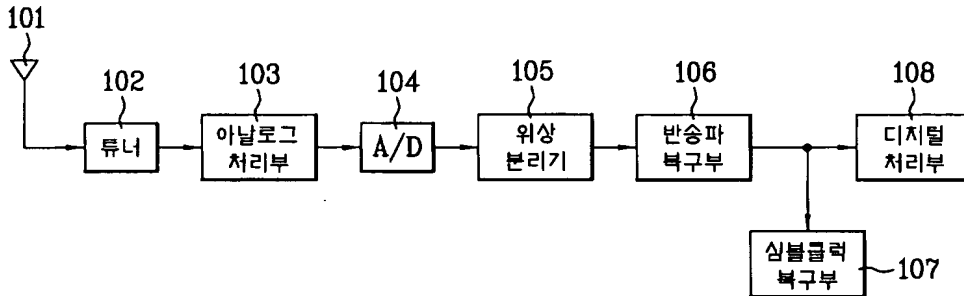 101
102
103
104
105
106
108
튜너
아날로그
처리부
A/D
위상
분리기
반송파
복구부
디지털
처리부
심볼클럭
복구부
107